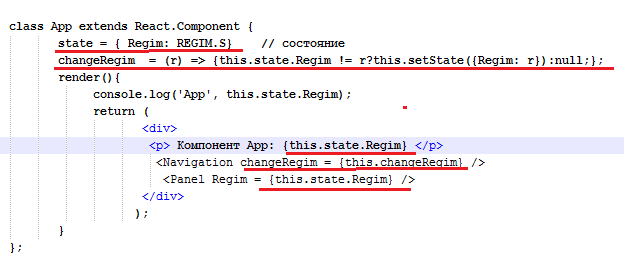 class App extends React.Component {
state = { Regim: REGIM.S} // состояние
changeRegim = (r) => {this.state.Regim != r?this.setState({Regim: r}):null;};
render(){
console.log('App', this.state.Regim);
return (
<div>
<p> Компонент App: {this.state.Regim} </p>
<Navigation changeRegim = {this.changeRegim} />
<Panel Regim = {this.state.Regim} />
</div>
);
}
};